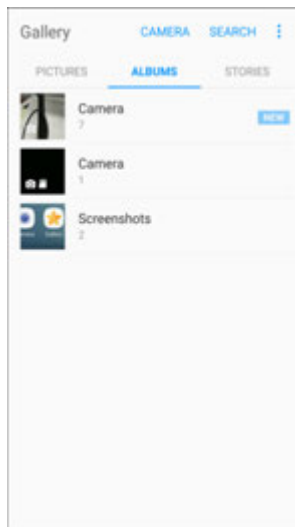 Gallery CAMERA SEARCH
PICTURES ALBUMS STORIES
Camera
7
NEW
Camera
1
Screenshots
2